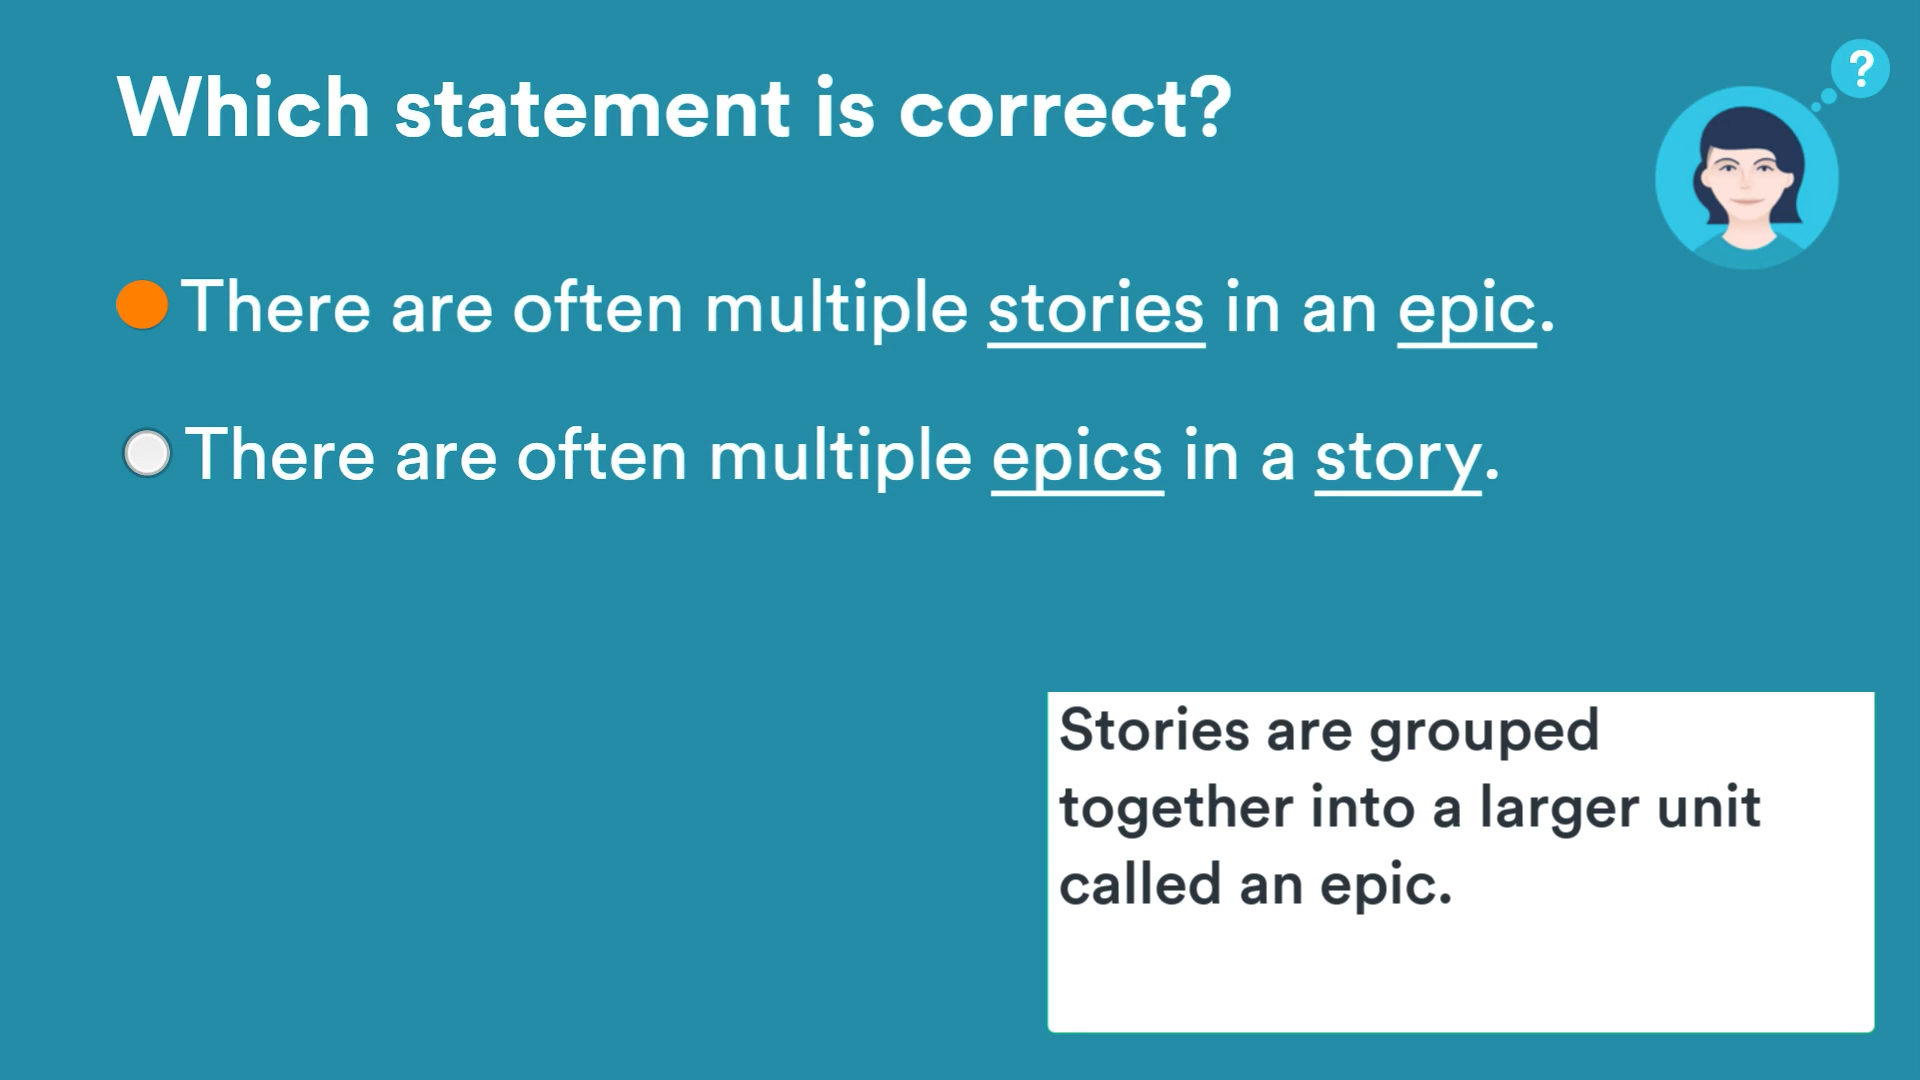 Which statement is correct?
?
There are often multiple stories in an epic.
There are often multiple epics in a story.
Stories are grouped
together into a larger unit
called an epic.